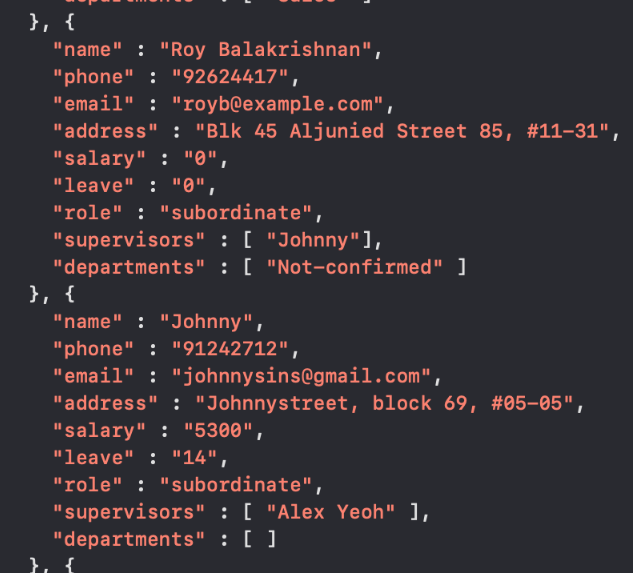 }, {
"name" : "Roy Balakrishnan",
"phone" : "92624417",
"email" : "royb@example.com",
"address" : "Blk 45 Aljunied Street 85, #11-31",
"salary" : "0",
"leave" : "0",
"role" : "subordinate",
"supervisors" : [ "Johnny"],
"departments" : [ "Not-confirmed" ]
}, {
"name" : "Johnny",
"phone" : "91242712",
"email" : "johnnysins@gmail.com",
"address" : "Johnnystreet, block 69, #05-05",
"salary" : "5300",
"leave" : "14",
"role" : "subordinate",
"supervisors" : [ "Alex Yeoh" ],
"departments" : [ ]
}, {